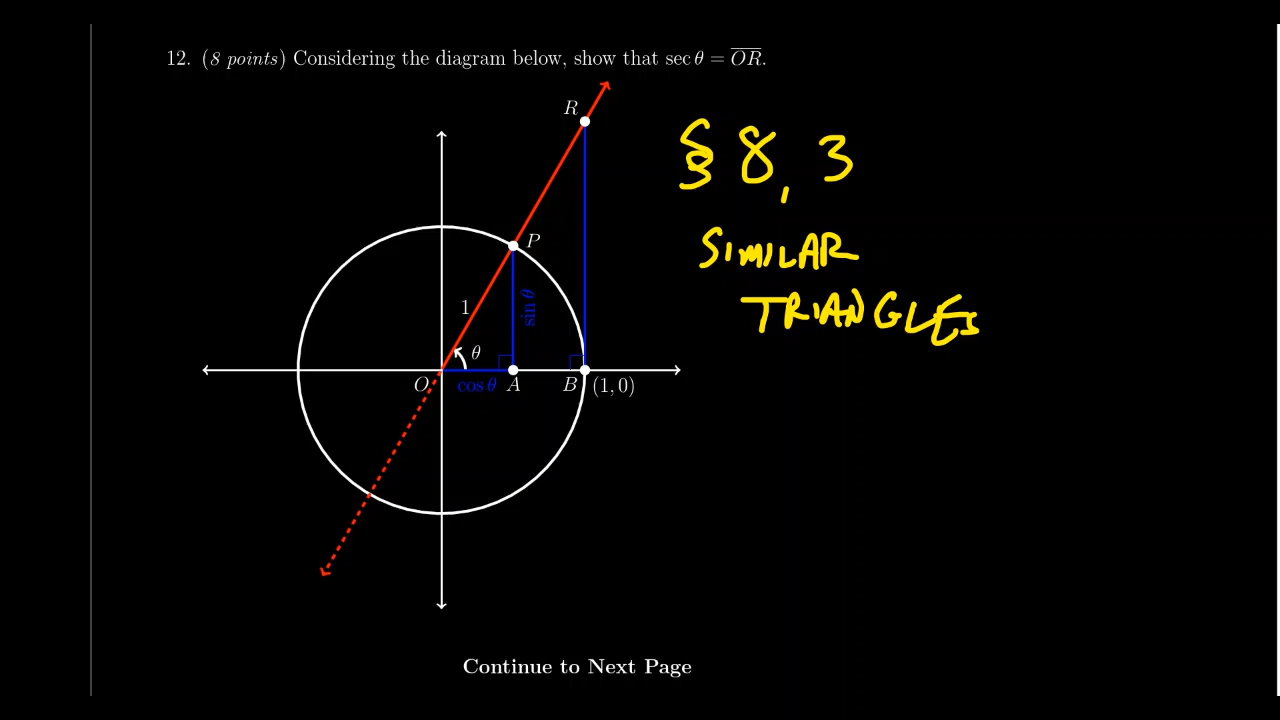 12. (8 points) Considering the diagram below, show that sec θ = O̅R̅.
R
§ 8.3
SIMILAR
TRIANGLES
P
1
sin θ
θ
O
cos θ
A
B
(1, 0)
Continue to Next Page